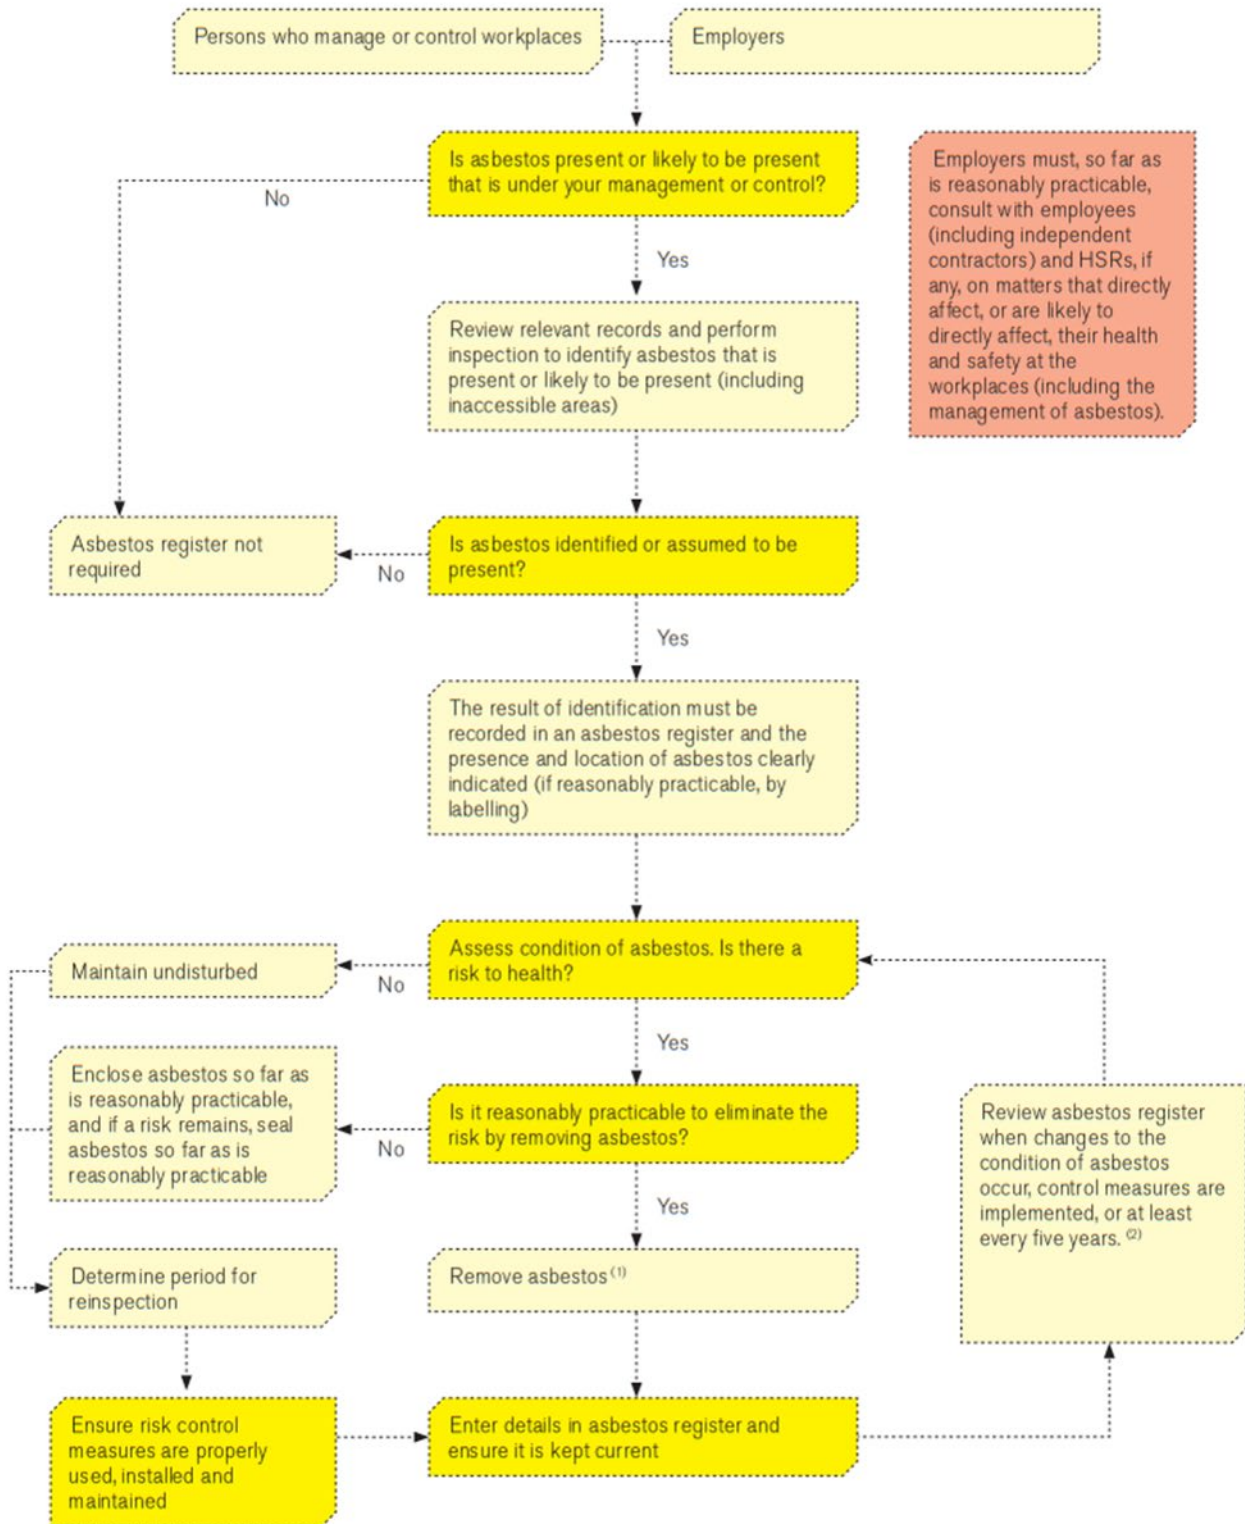 Persons who manage or control workplaces
Employers
Is asbestos present or likely to be present
that is under your management or control?
No
Yes
Employers must, so far as
is reasonably practicable,
consult with employees
(including independent
contractors) and HSRs, if
any, on matters that directly
affect, or are likely to
directly affect, their health
and safety at the
workplaces (including the
management of asbestos).
Review relevant records and perform
inspection to identify asbestos that is
present or likely to be present (including
inaccessible areas)
Asbestos register not
required
No
Is asbestos identified or assumed to be
present?
Yes
The result of identification must be
recorded in an asbestos register and the
presence and location of asbestos clearly
indicated (if reasonably practicable, by
labelling)
Maintain undisturbed
No
Assess condition of asbestos. Is there a
risk to health?
Yes
Enclose asbestos so far as
is reasonably practicable,
and if a risk remains, seal
asbestos so far as is
reasonably practicable
No
Is it reasonably practicable to eliminate the
risk by removing asbestos?
Yes
Review asbestos register
when changes to the
condition of asbestos
occur, control measures are
implemented, or at least
every five years. (2)
Determine period for
reinspection
Remove asbestos (1)
Ensure risk control
measures are properly
used, installed and
maintained
Enter details in asbestos register and
ensure it is kept current